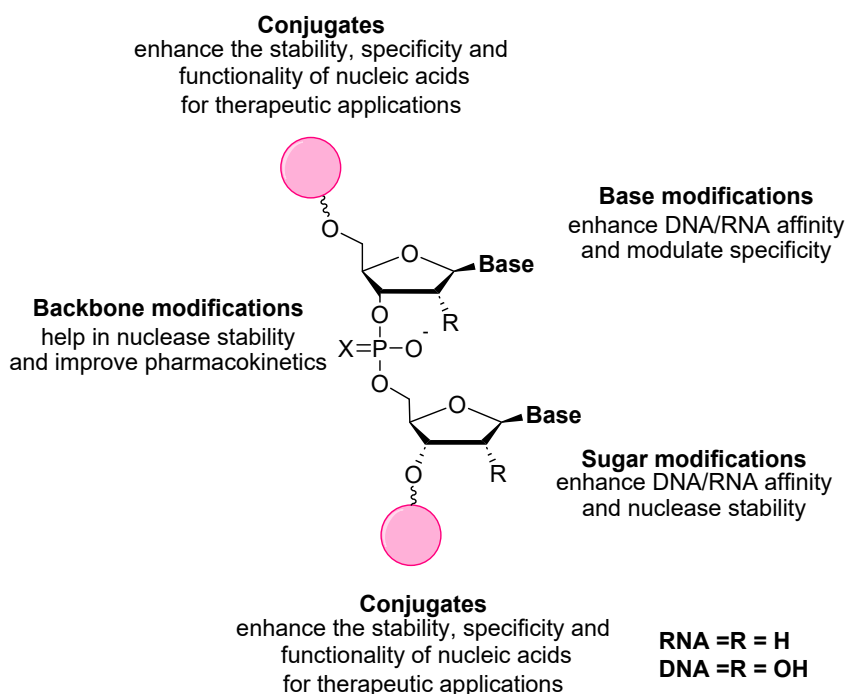 Conjugates
enhance the stability, specificity and
functionality of nucleic acids
for therapeutic applications
Base modifications
enhance DNA/RNA affinity
and modulate specificity
O
O
Base
Backbone modifications
help in nuclease stability
and improve pharmacokinetics
O
R
X=P–O-
O
O
Base
Sugar modifications
enhance DNA/RNA affinity
and nuclease stability
O
R
Conjugates
enhance the stability, specificity and
functionality of nucleic acids
for therapeutic applications
RNA =R = H
DNA =R = OH